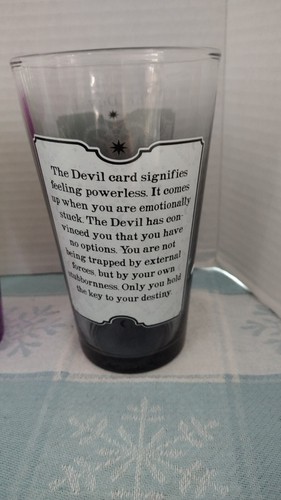 The Devil card signifies
feeling powerless. It comes
up when you are emotionally
stuck. The Devil has con-
vinced you that you have
no options. You are not
being trapped by external
forces, but by your own
stubbornness. Only you hold
the key to your destiny.